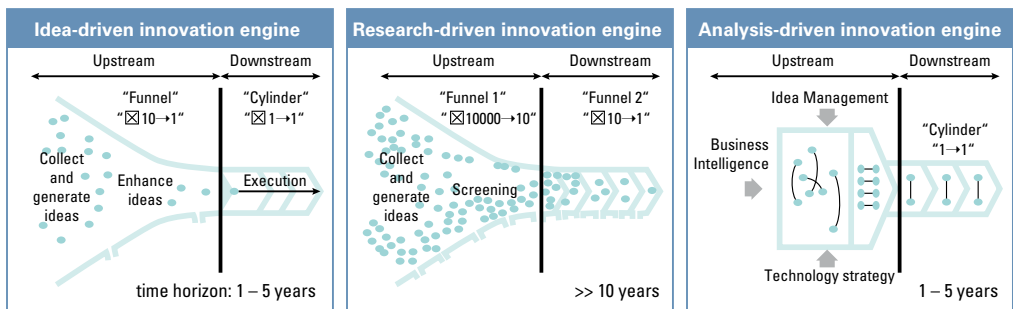 Idea-driven innovation engine
Upstream
Downstream
"Funnel"
"☒ 10→1"
"Cylinder"
"☒ 1→1"
Collect
and
generate
ideas
Enhance
ideas
Execution
time horizon: 1 – 5 years
Research-driven innovation engine
Upstream
Downstream
"Funnel 1"
"☒10000→10"
"Funnel 2"
"☒ 10→1"
Collect
and
generate
ideas
Screening
>> 10 years
Analysis-driven innovation engine
Upstream
Downstream
Idea Management
Business
Intelligence
"Cylinder"
"1→1"
Technology strategy
1 – 5 years